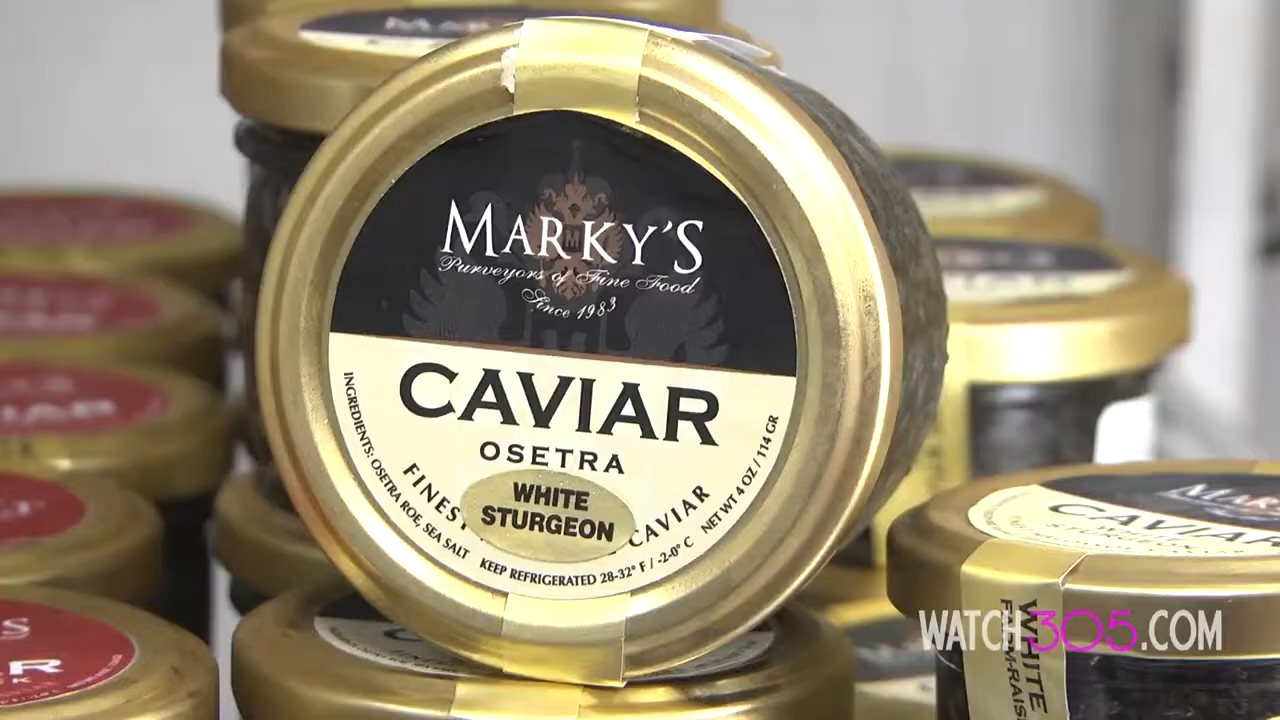 MARKY'S
Purveyors of Fine Food
Since 1983
CAVIAR
OSETRA
WHITE
STURGEON
FINEST
CAVIAR
INGREDIENTS: OSETRA ROE, SEA SALT
KEEP REFRIGERATED 28-32° F / -2-0° C
NET WT 4 OZ / 114 GR
MARKY'S
CAVIAR
WHITE
WATCH305.COM